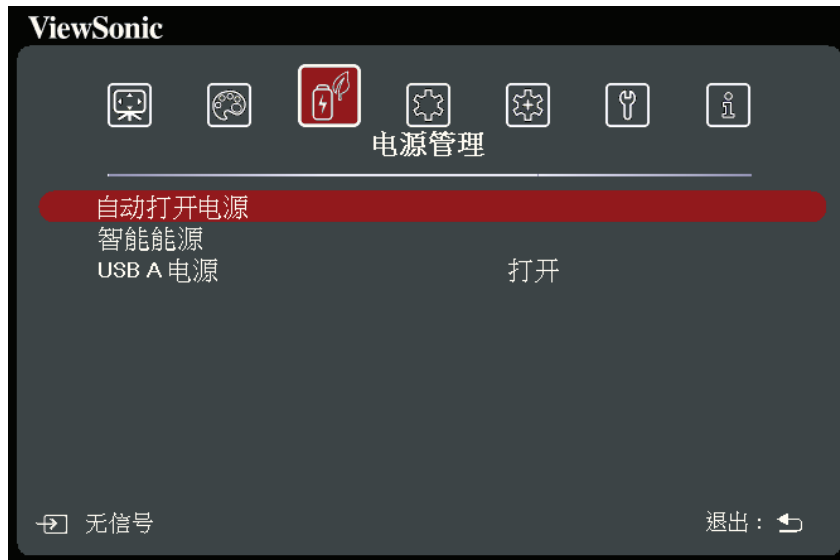 ViewSonic
电源管理
自动打开电源
智能能源
USB A 电源 打开
无信号 退出：